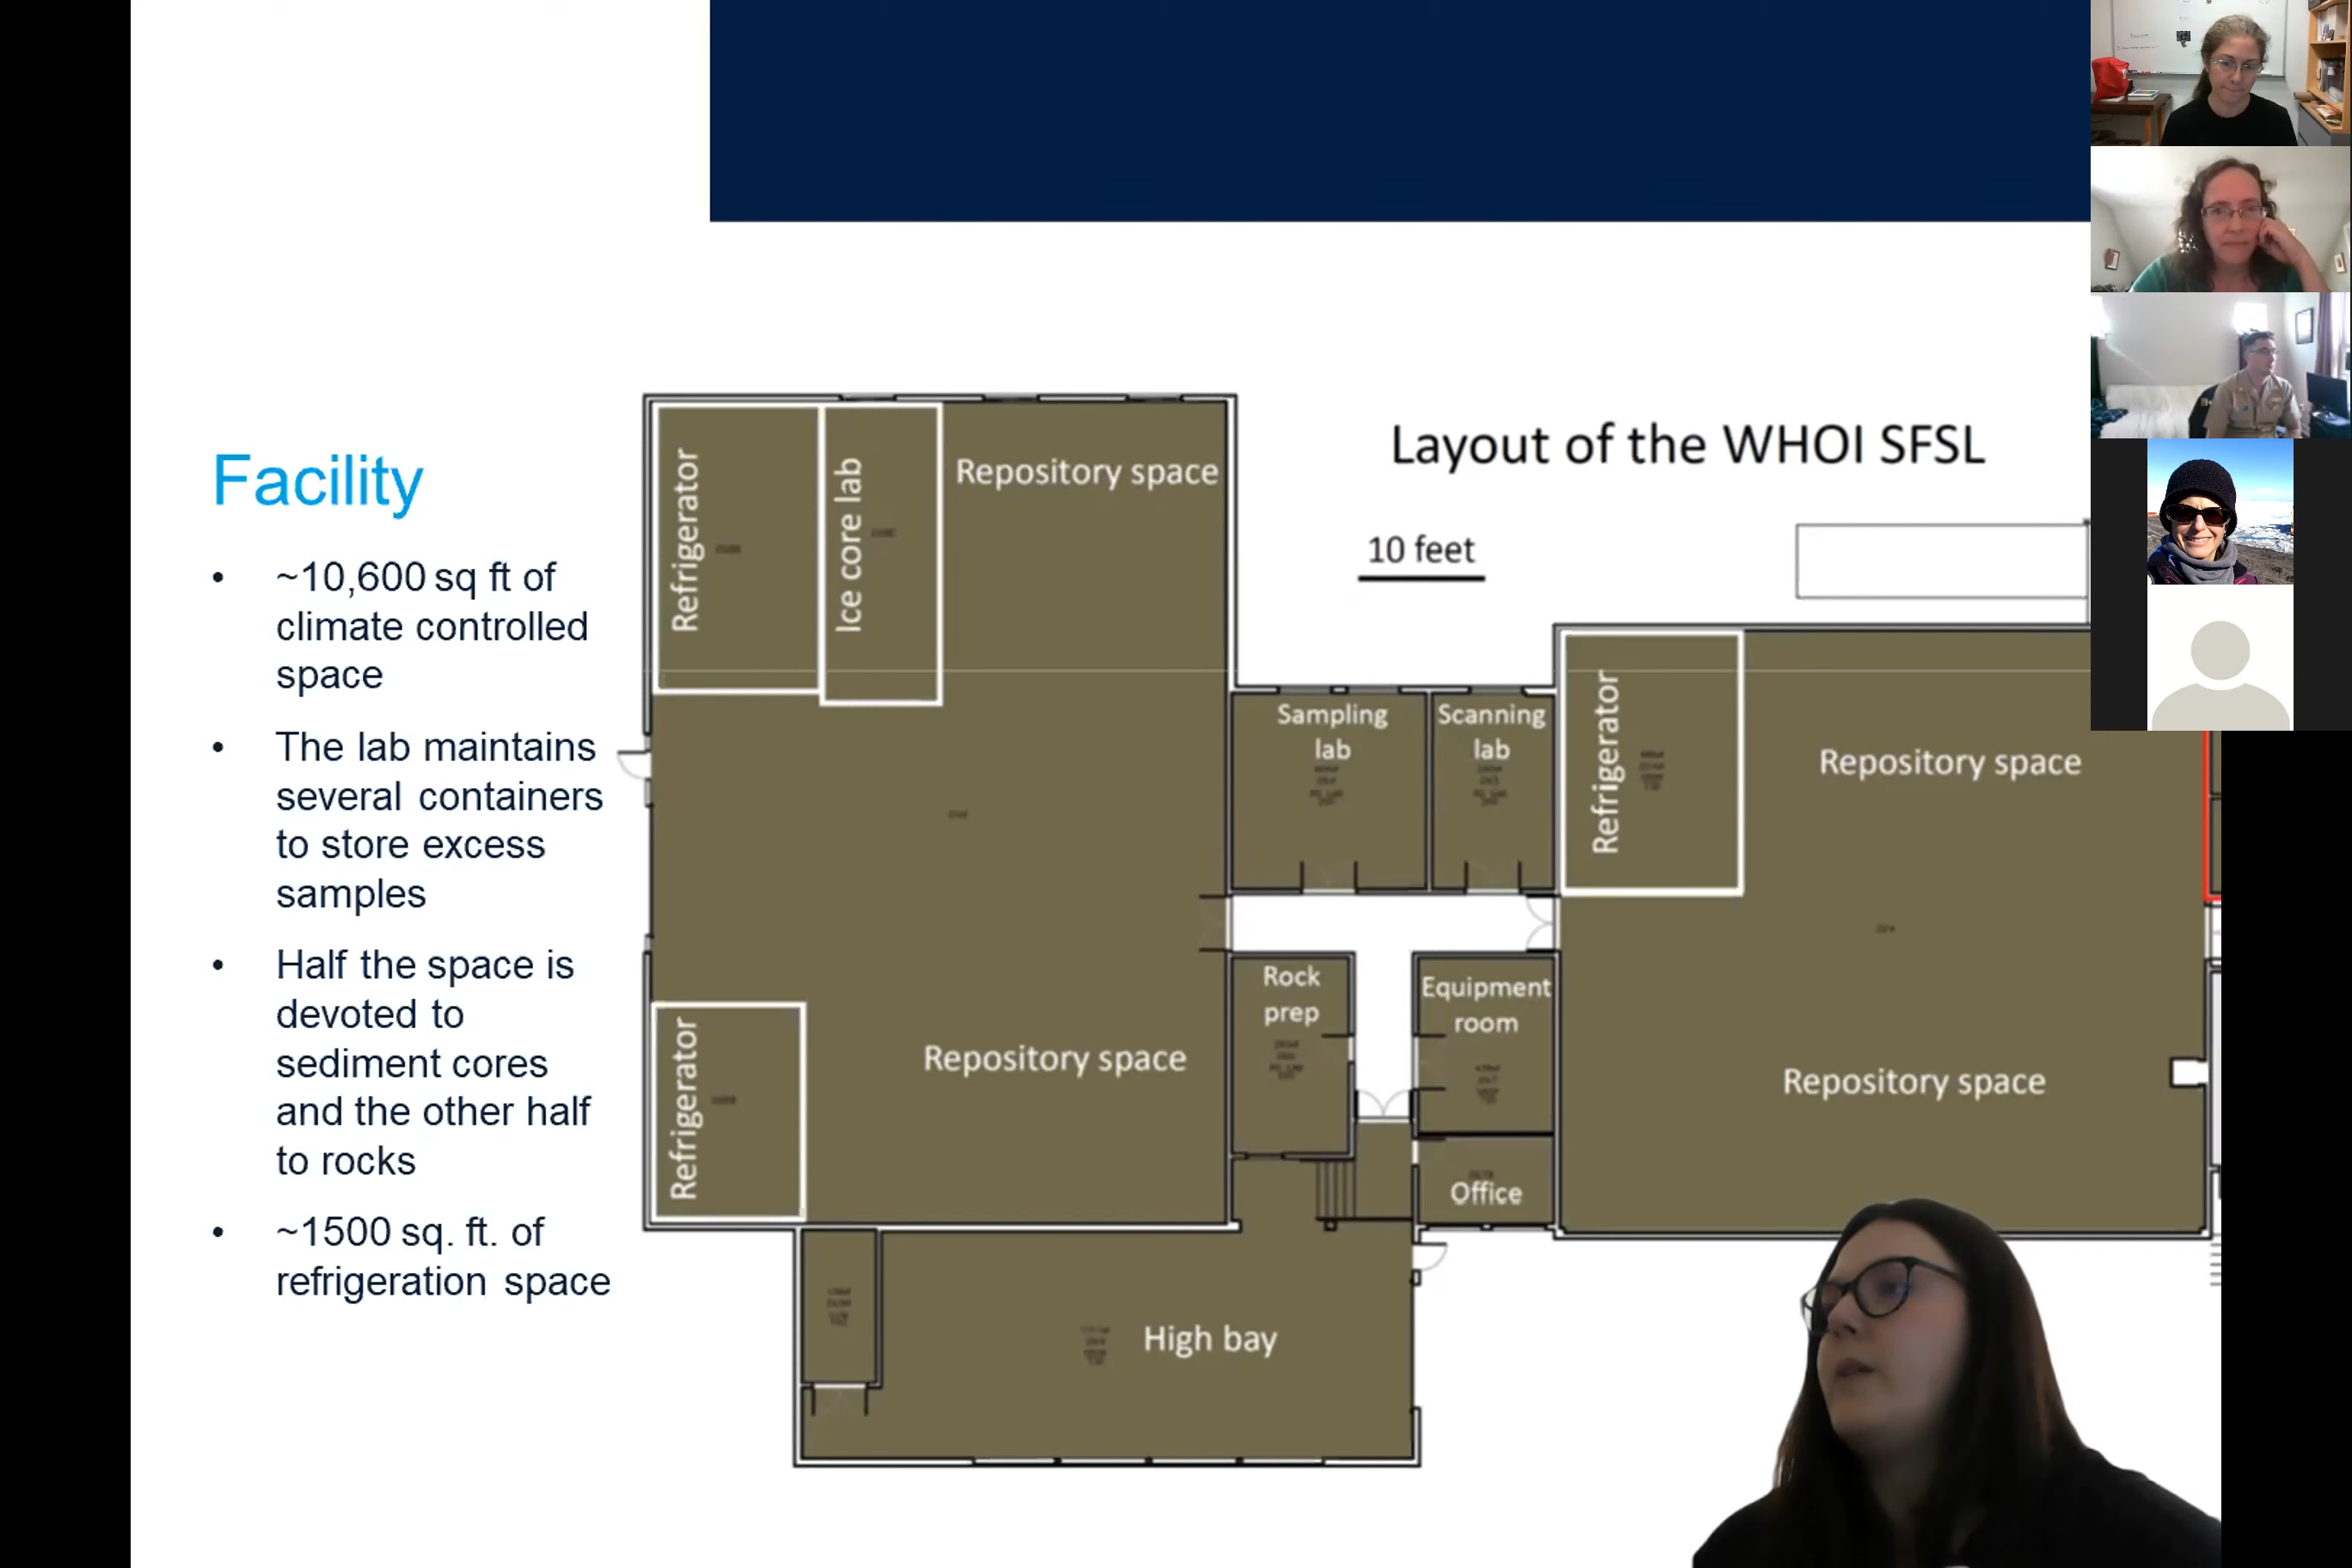 Facility
• ~10,600 sq ft of
climate controlled
space
• The lab maintains
several containers
to store excess
samples
• Half the space is
devoted to
sediment cores
and the other half
to rocks
• ~1500 sq. ft. of
refrigeration space
Layout of the WHOI SFSL
10 feet
Refrigerator
Ice core lab
Repository space
Sampling
lab
Scanning
lab
Refrigerator
Repository space
Rock
prep
Equipment
room
Refrigerator
Repository space
Repository space
Office
High bay